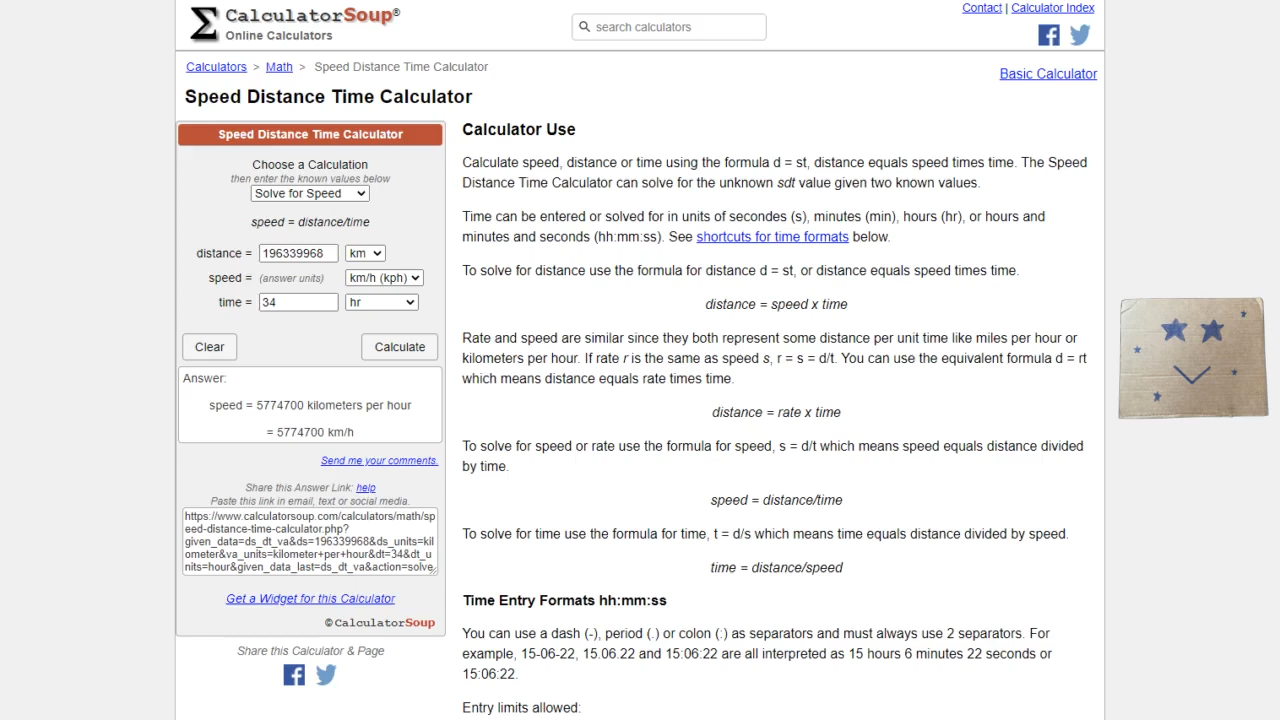 CalculatorSoup®
Online Calculators
search calculators
Contact | Calculator Index
Calculators > Math > Speed Distance Time Calculator
Basic Calculator
Speed Distance Time Calculator
Speed Distance Time Calculator
Choose a Calculation
then enter the known values below
Solve for Speed
speed = distance/time
distance = 196339968 km
speed = (answer units) km/h (kph)
time = 34 hr
Clear Calculate
Answer:
speed = 5774700 kilometers per hour
= 5774700 km/h
Send me your comments.
Share this Answer Link: help
Paste this link in email, text or social media.
https://www.calculatorsoup.com/calculators/math/sp
eed-distance-time-calculator.php?
given_data=ds_dt_va&ds=196339968&ds_units=kil
ometer&va_units=kilometer+per+hour&dt=34&dt_u
nits=hour&given_data_last=ds_dt_va&action=solve
Get a Widget for this Calculator
© CalculatorSoup
Share this Calculator & Page
Calculator Use
Calculate speed, distance or time using the formula d = st, distance equals speed times time. The Speed
Distance Time Calculator can solve for the unknown sdt value given two known values.
Time can be entered or solved for in units of secondes (s), minutes (min), hours (hr), or hours and
minutes and seconds (hh:mm:ss). See shortcuts for time formats below.
To solve for distance use the formula for distance d = st, or distance equals speed times time.
distance = speed x time
Rate and speed are similar since they both represent some distance per unit time like miles per hour or
kilometers per hour. If rate r is the same as speed s, r = s = d/t. You can use the equivalent formula d = rt
which means distance equals rate times time.
distance = rate x time
To solve for speed or rate use the formula for speed, s = d/t which means speed equals distance divided
by time.
speed = distance/time
To solve for time use the formula for time, t = d/s which means time equals distance divided by speed.
time = distance/speed
Time Entry Formats hh:mm:ss
You can use a dash (-), period (.) or colon (:) as separators and must always use 2 separators. For
example, 15-06-22, 15.06.22 and 15:06:22 are all interpreted as 15 hours 6 minutes 22 seconds or
15:06:22.
Entry limits allowed: